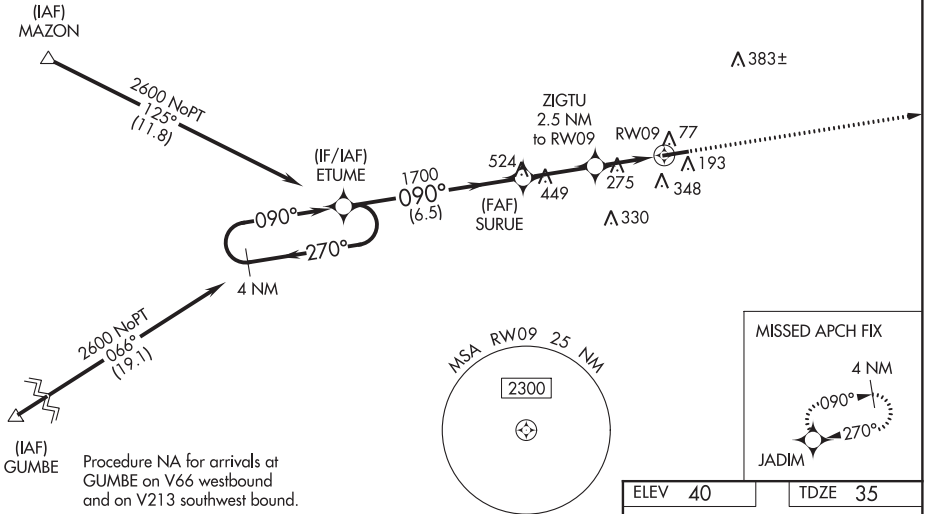 (IAF)
MAZON
2600 NoPT
125°
(11.8)
383±
ZIGTU
2.5 NM
to RW09
RW09
77
193
348
275
330
(IF/IAF)
ETUME
1700
090°
(6.5)
524
449
(FAF)
SURUE
090°
270°
4 NM
2600 NoPT
066°
(19.1)
(IAF)
GUMBE
Procedure NA for arrivals at
GUMBE on V66 westbound
and on V213 southwest bound.
MSA RW09 25 NM
2300
MISSED APCH FIX
4 NM
090°
270°
JADIM
ELEV 40
TDZE 35